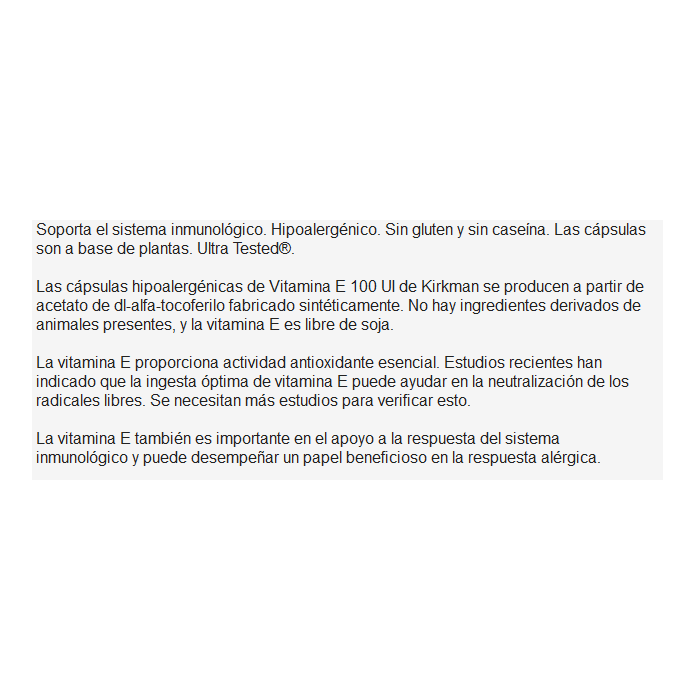 Soporta el sistema inmunológico. Hipoalergénico. Sin gluten y sin caseína. Las cápsulas
son a base de plantas. Ultra Tested®.
Las cápsulas hipoalergénicas de Vitamina E 100 UI de Kirkman se producen a partir de
acetato de dl-alfa-tocoferilo fabricado sintéticamente. No hay ingredientes derivados de
animales presentes, y la vitamina E es libre de soja.
La vitamina E proporciona actividad antioxidante esencial. Estudios recientes han
indicado que la ingesta óptima de vitamina E puede ayudar en la neutralización de los
radicales libres. Se necesitan más estudios para verificar esto.
La vitamina E también es importante en el apoyo a la respuesta del sistema
inmunológico y puede desempeñar un papel beneficioso en la respuesta alérgica.